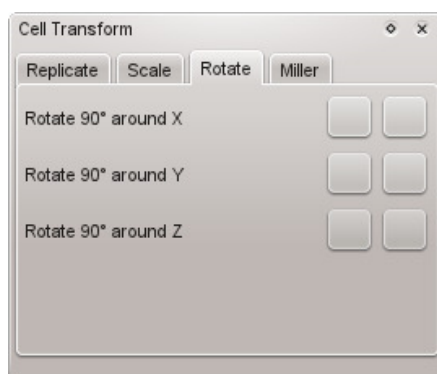 Cell Transform
Replicate Scale Rotate Miller
Rotate 90° around X
Rotate 90° around Y
Rotate 90° around Z